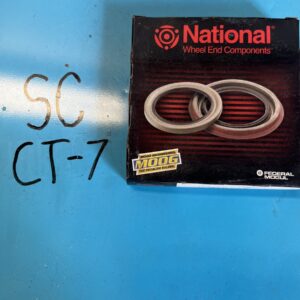 National
Wheel End Components
SC
CT-7
MOOG
FEDERAL
MOGUL